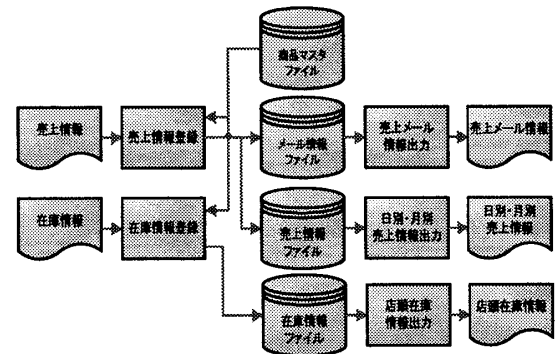 商品マスタ
ファイル
売上情報
売上情報登録
メール情報
ファイル
売上メール
情報出力
売上メール情報
在庫情報
在庫情報登録
売上情報
ファイル
日別・月別
売上情報出力
日別・月別
売上情報
在庫情報
ファイル
店頭在庫
情報出力
店頭在庫情報